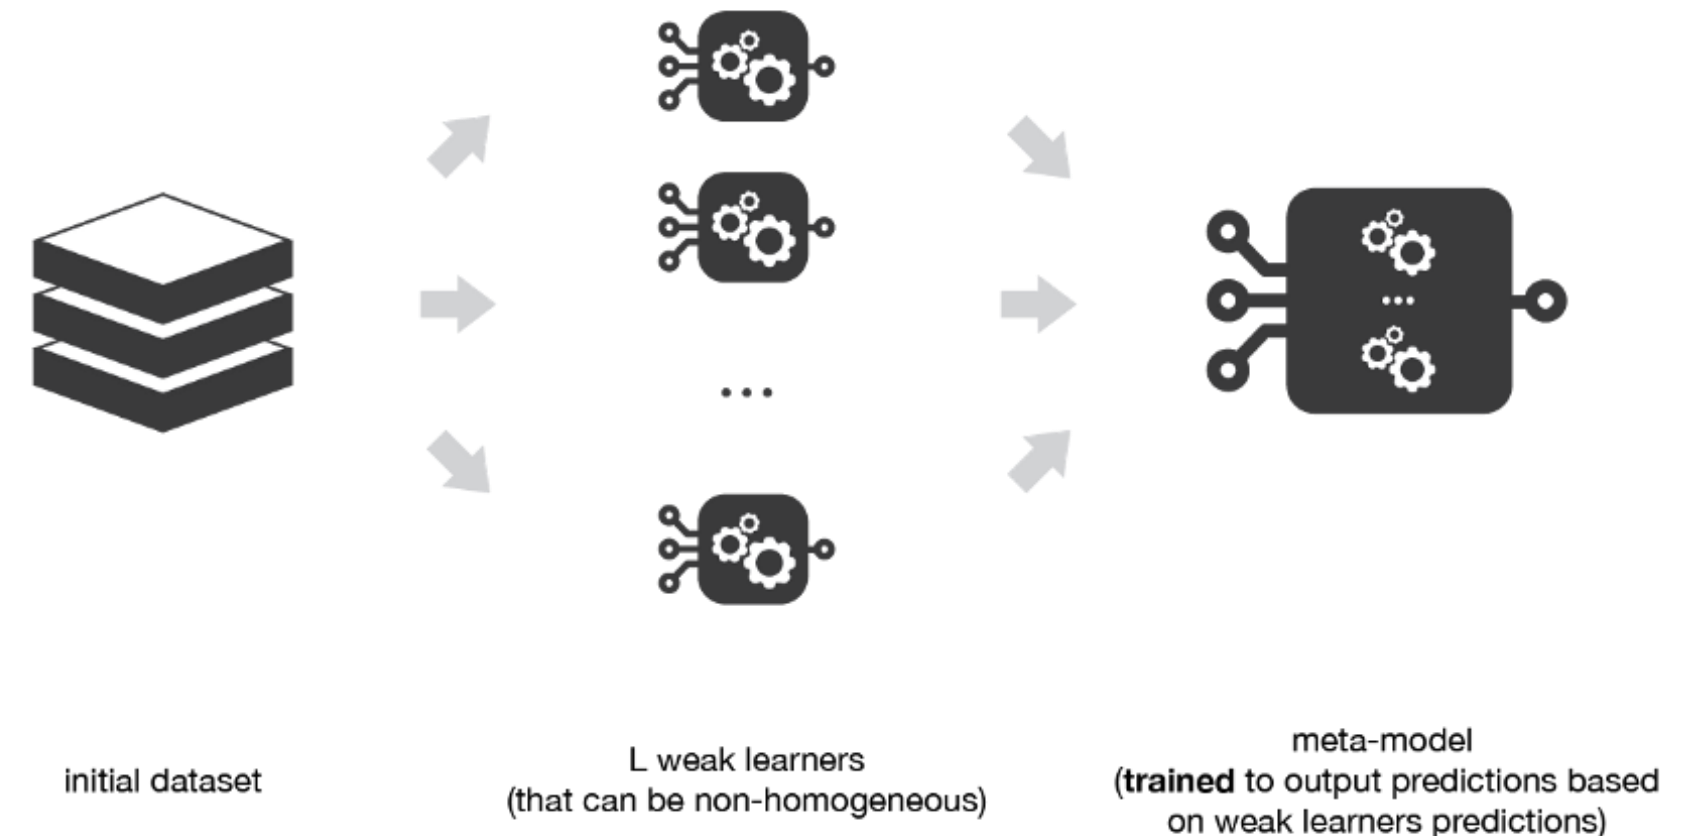 initial dataset
L weak learners
(that can be non-homogeneous)
meta-model
(trained to output predictions based
on weak learners predictions)